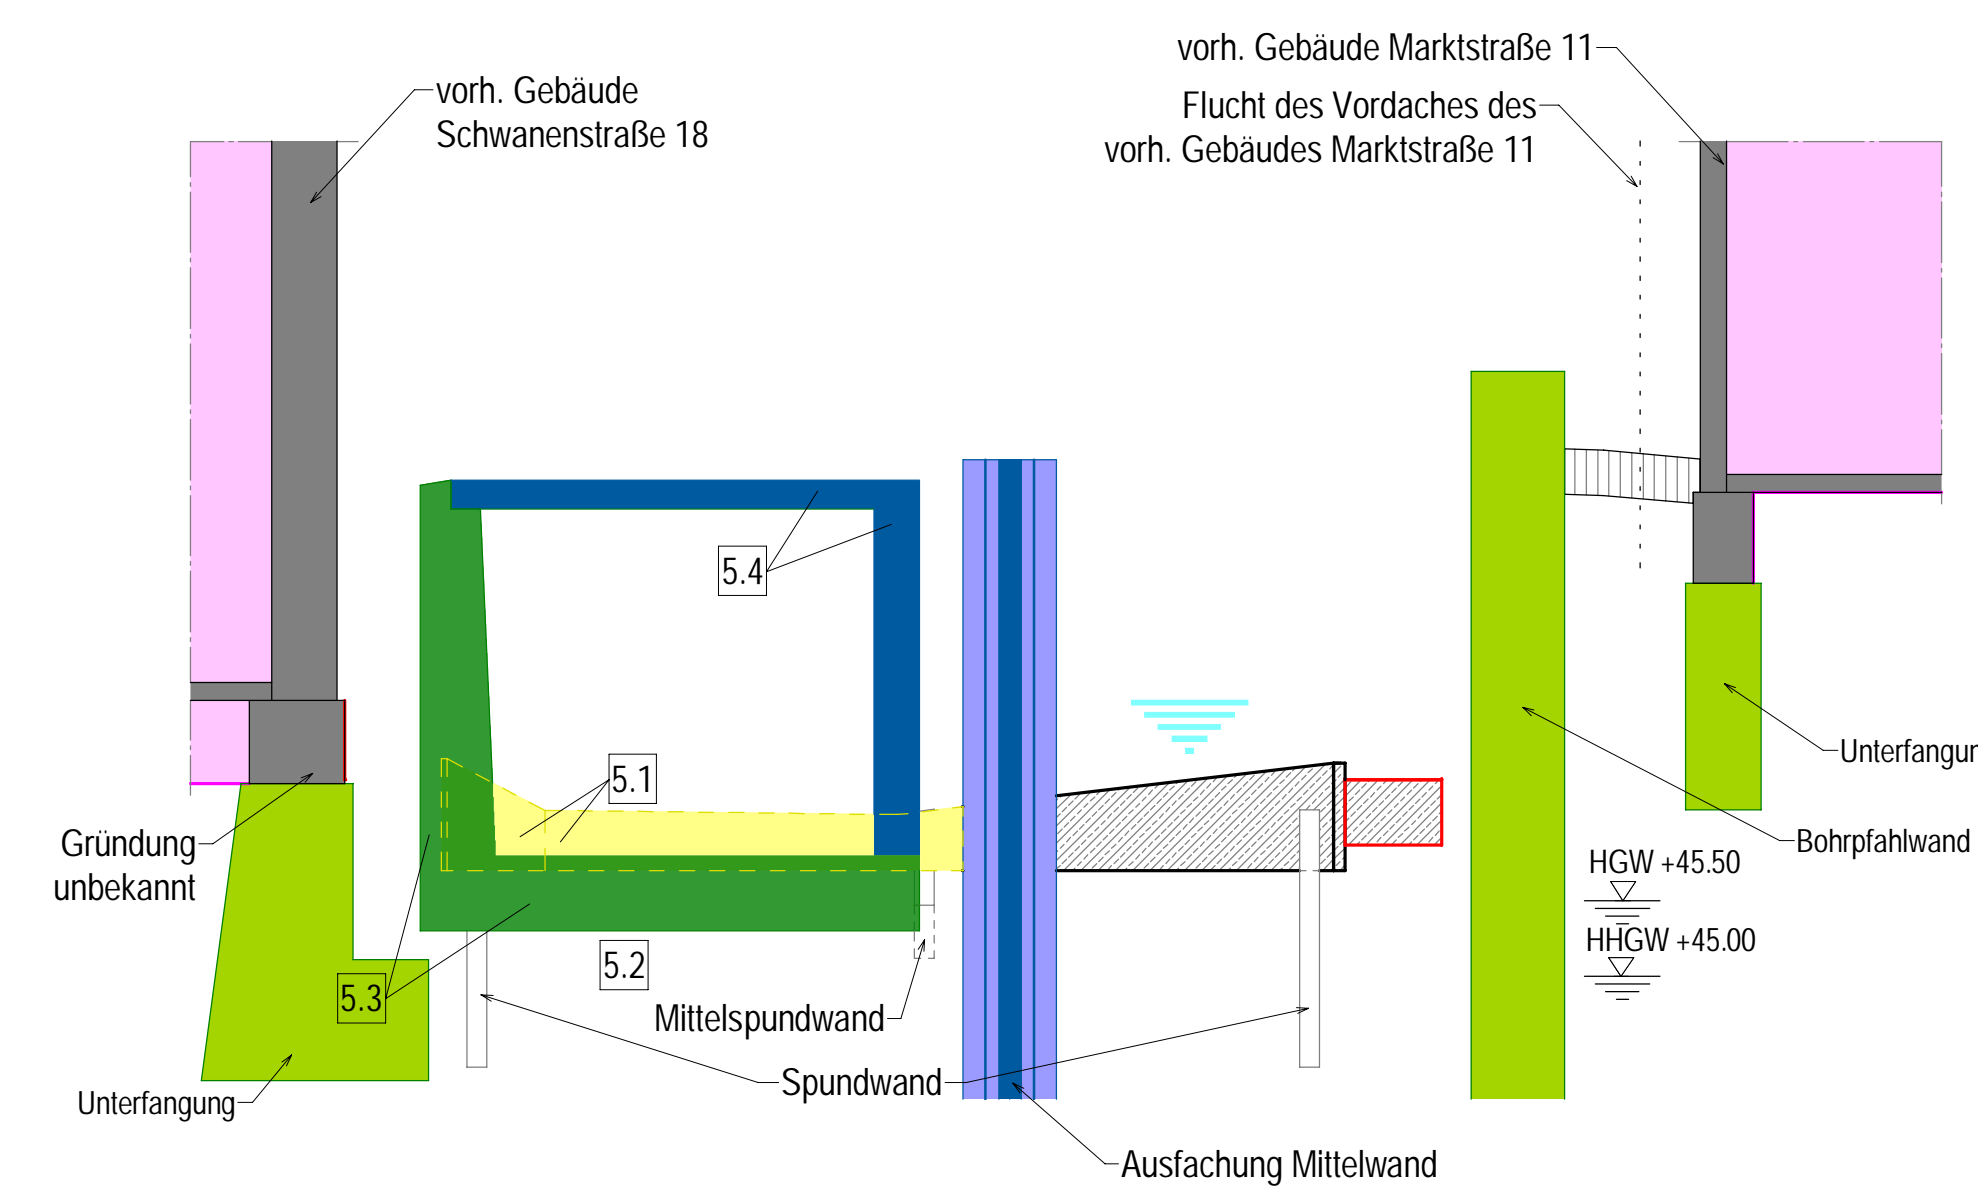 vorh. Gebäude Marktstraße 11
Flucht des Vordaches des
vorh. Gebäudes Marktstraße 11
vorh. Gebäude
Schwanenstraße 18
5.4
5.1
Unterfangun
Gründung
unbekannt
Bohrpfahlwand
HGW +45.50
HHGW +45.00
5.2
5.3
Mittelspundwand
Spundwand
Unterfangung
Ausfachung Mittelwand